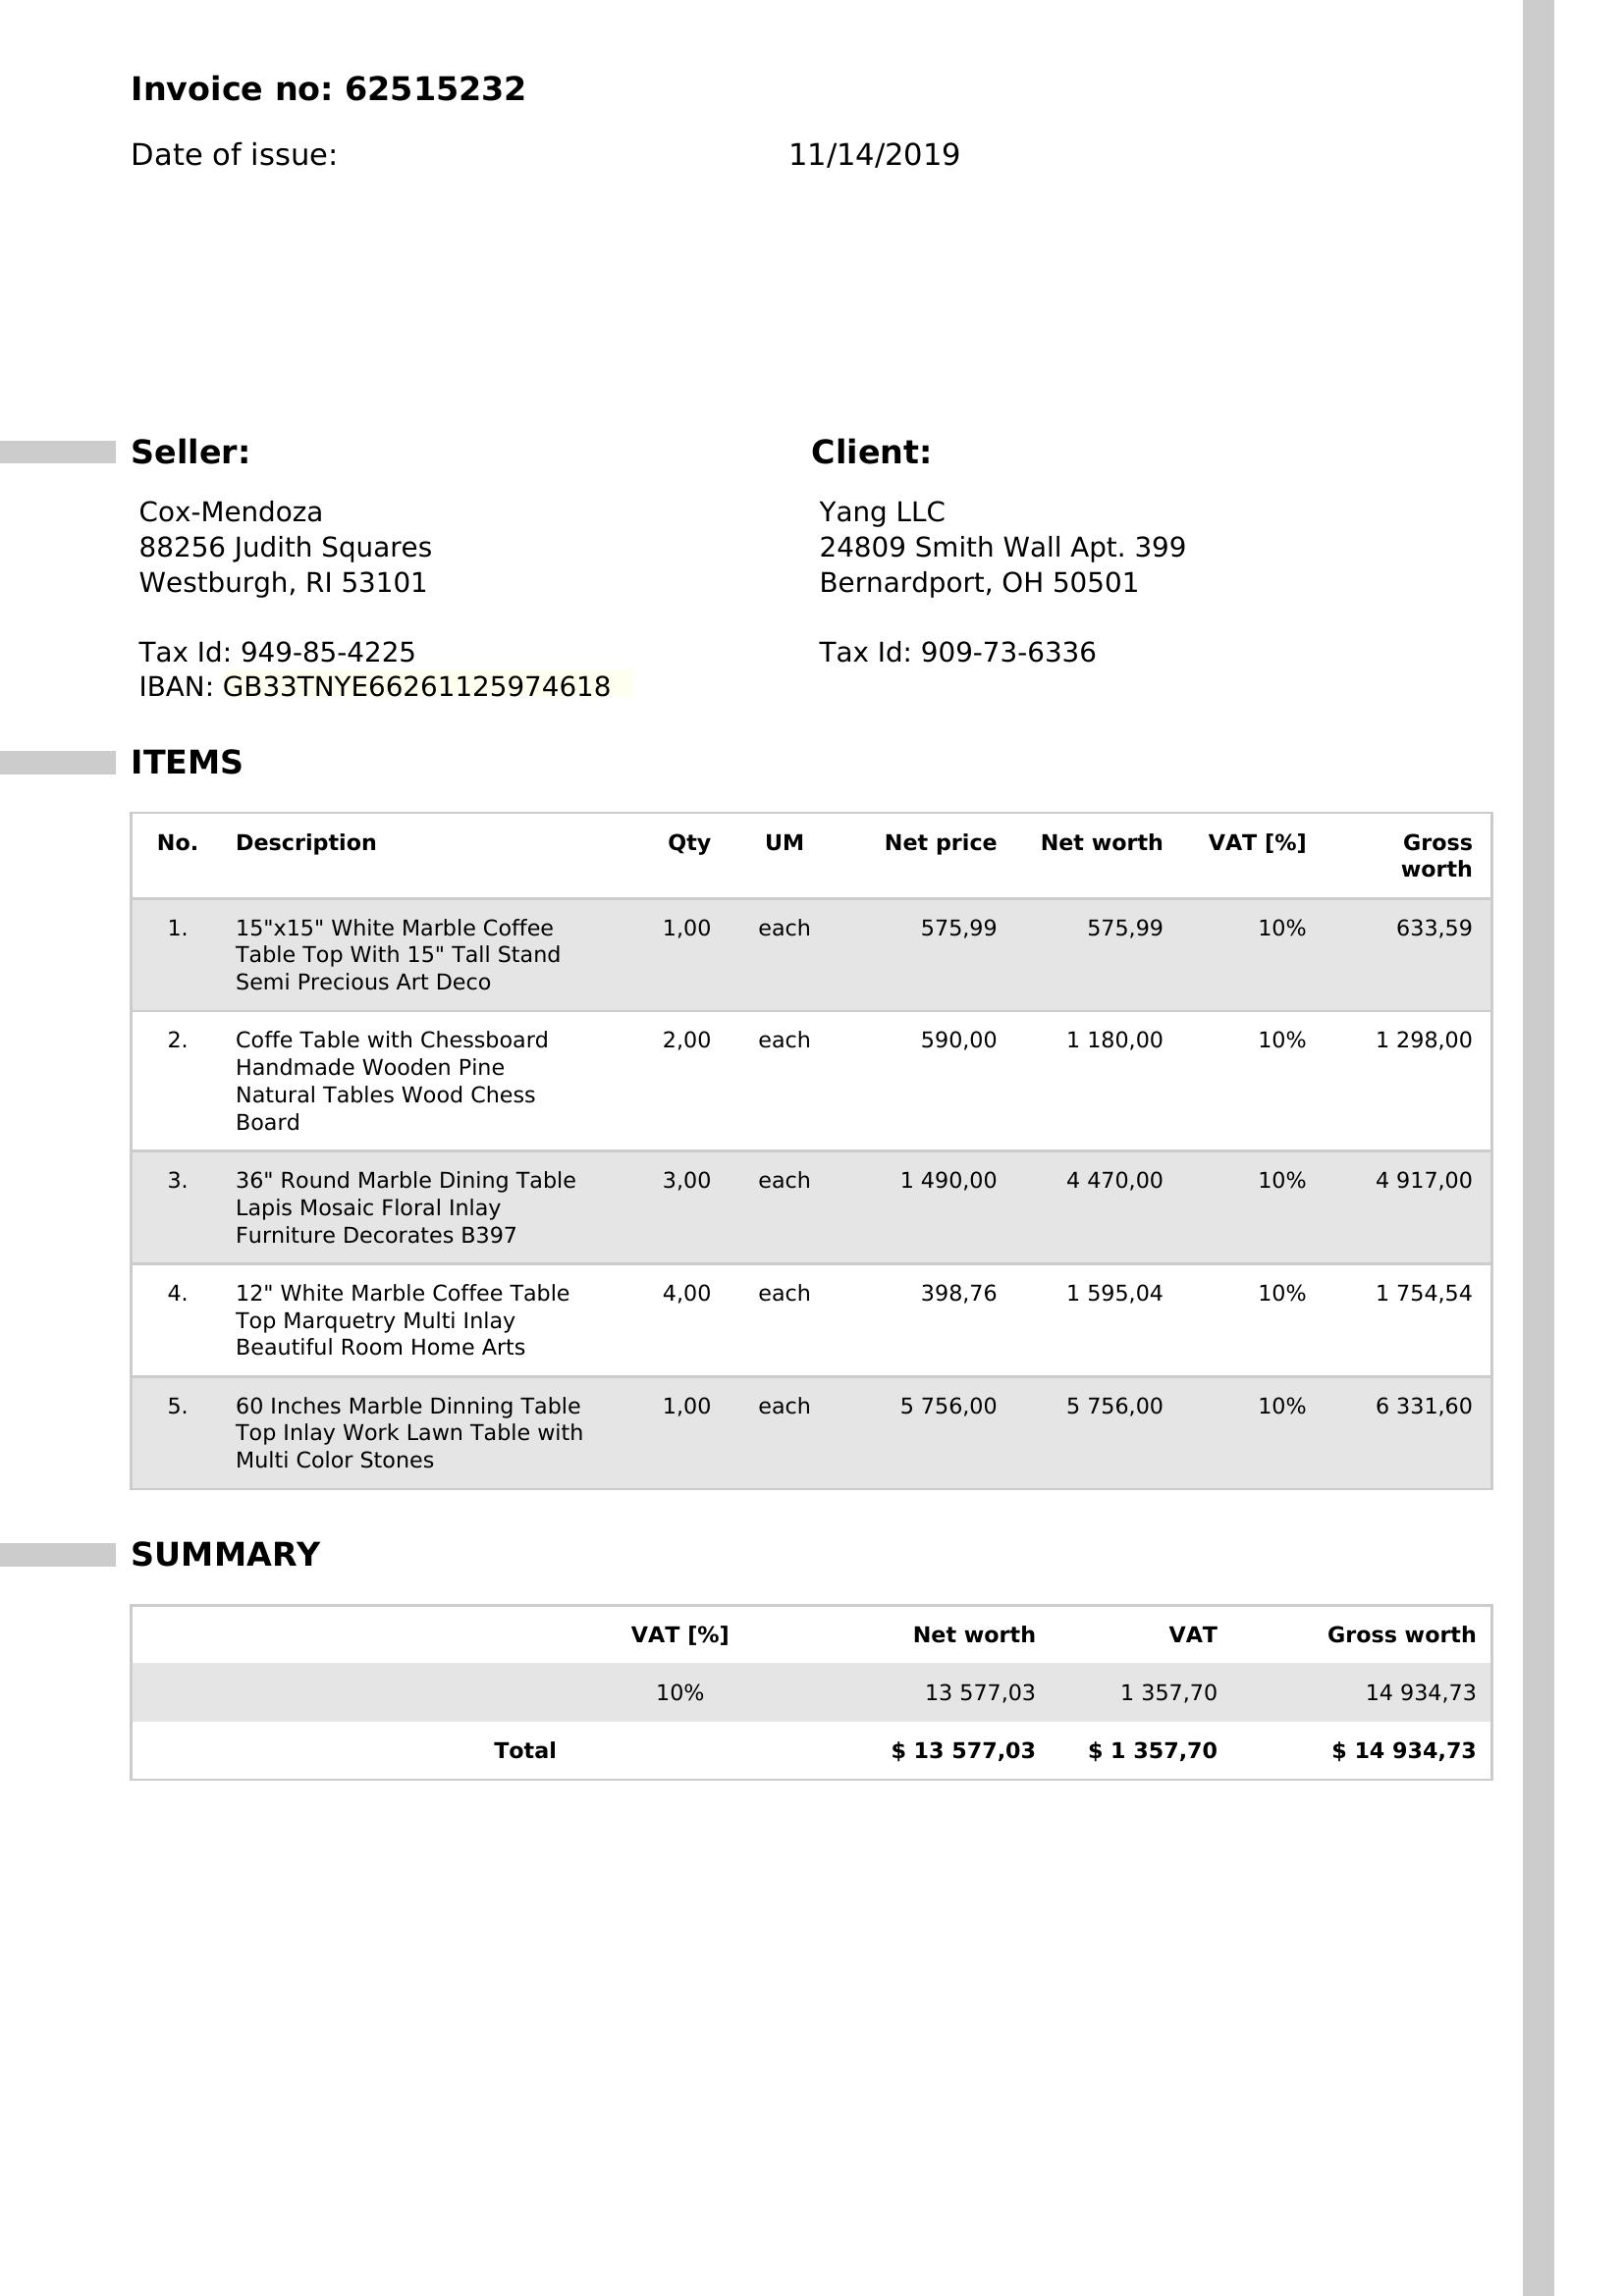 Invoice no: 62515232
Date of issue: 11/14/2019
Seller:
Cox-Mendoza
88256 Judith Squares
Westburgh, RI 53101
Tax Id: 949-85-4225
IBAN: GB33TNYE66261125974618
Client:
Yang LLC
24809 Smith Wall Apt. 399
Bernardport, OH 50501
Tax Id: 909-73-6336
ITEMS
No. Description Qty UM Net price Net worth VAT [%] Gross
worth
1. 15"x15" White Marble Coffee 1,00 each 575,99 575,99 10% 633,59
Table Top With 15" Tall Stand
Semi Precious Art Deco
2. Coffe Table with Chessboard 2,00 each 590,00 1 180,00 10% 1 298,00
Handmade Wooden Pine
Natural Tables Wood Chess
Board
3. 36" Round Marble Dining Table 3,00 each 1 490,00 4 470,00 10% 4 917,00
Lapis Mosaic Floral Inlay
Furniture Decorates B397
4. 12" White Marble Coffee Table 4,00 each 398,76 1 595,04 10% 1 754,54
Top Marquetry Multi Inlay
Beautiful Room Home Arts
5. 60 Inches Marble Dinning Table 1,00 each 5 756,00 5 756,00 10% 6 331,60
Top Inlay Work Lawn Table with
Multi Color Stones
SUMMARY
VAT [%] Net worth VAT Gross worth
10% 13 577,03 1 357,70 14 934,73
Total $ 13 577,03 $ 1 357,70 $ 14 934,73